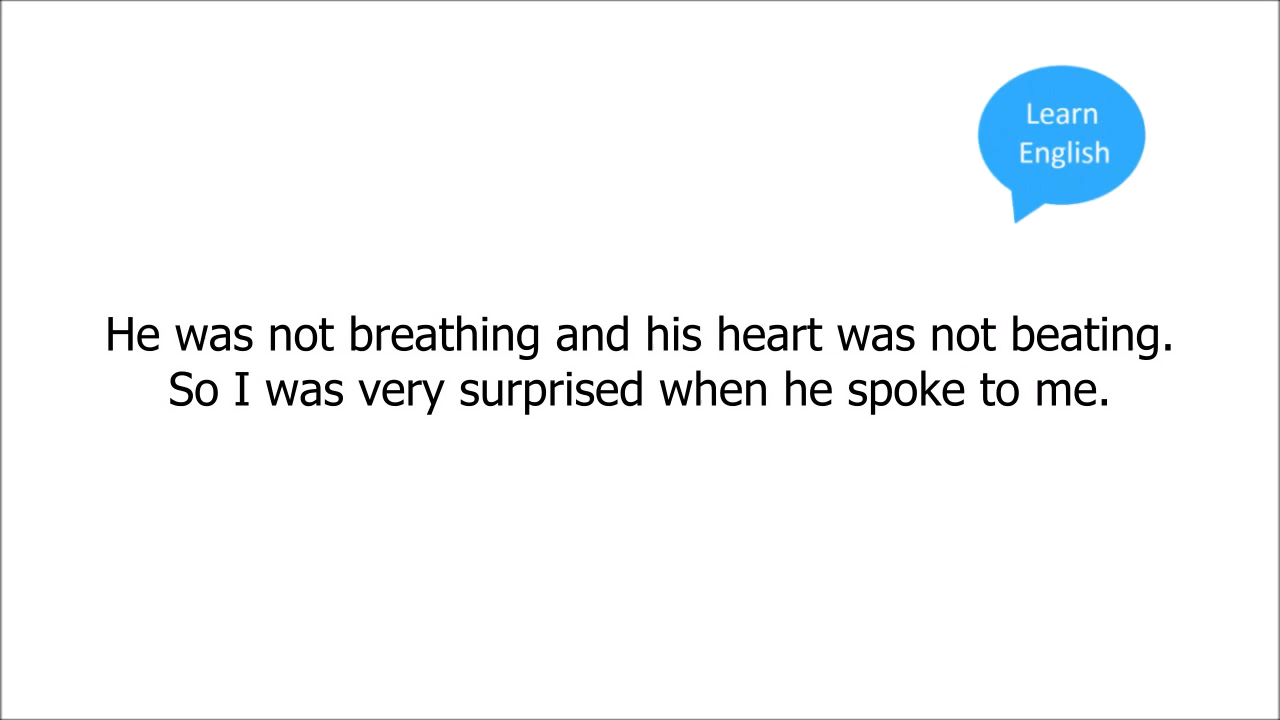 Learn
English
He was not breathing and his heart was not beating.
So I was very surprised when he spoke to me.